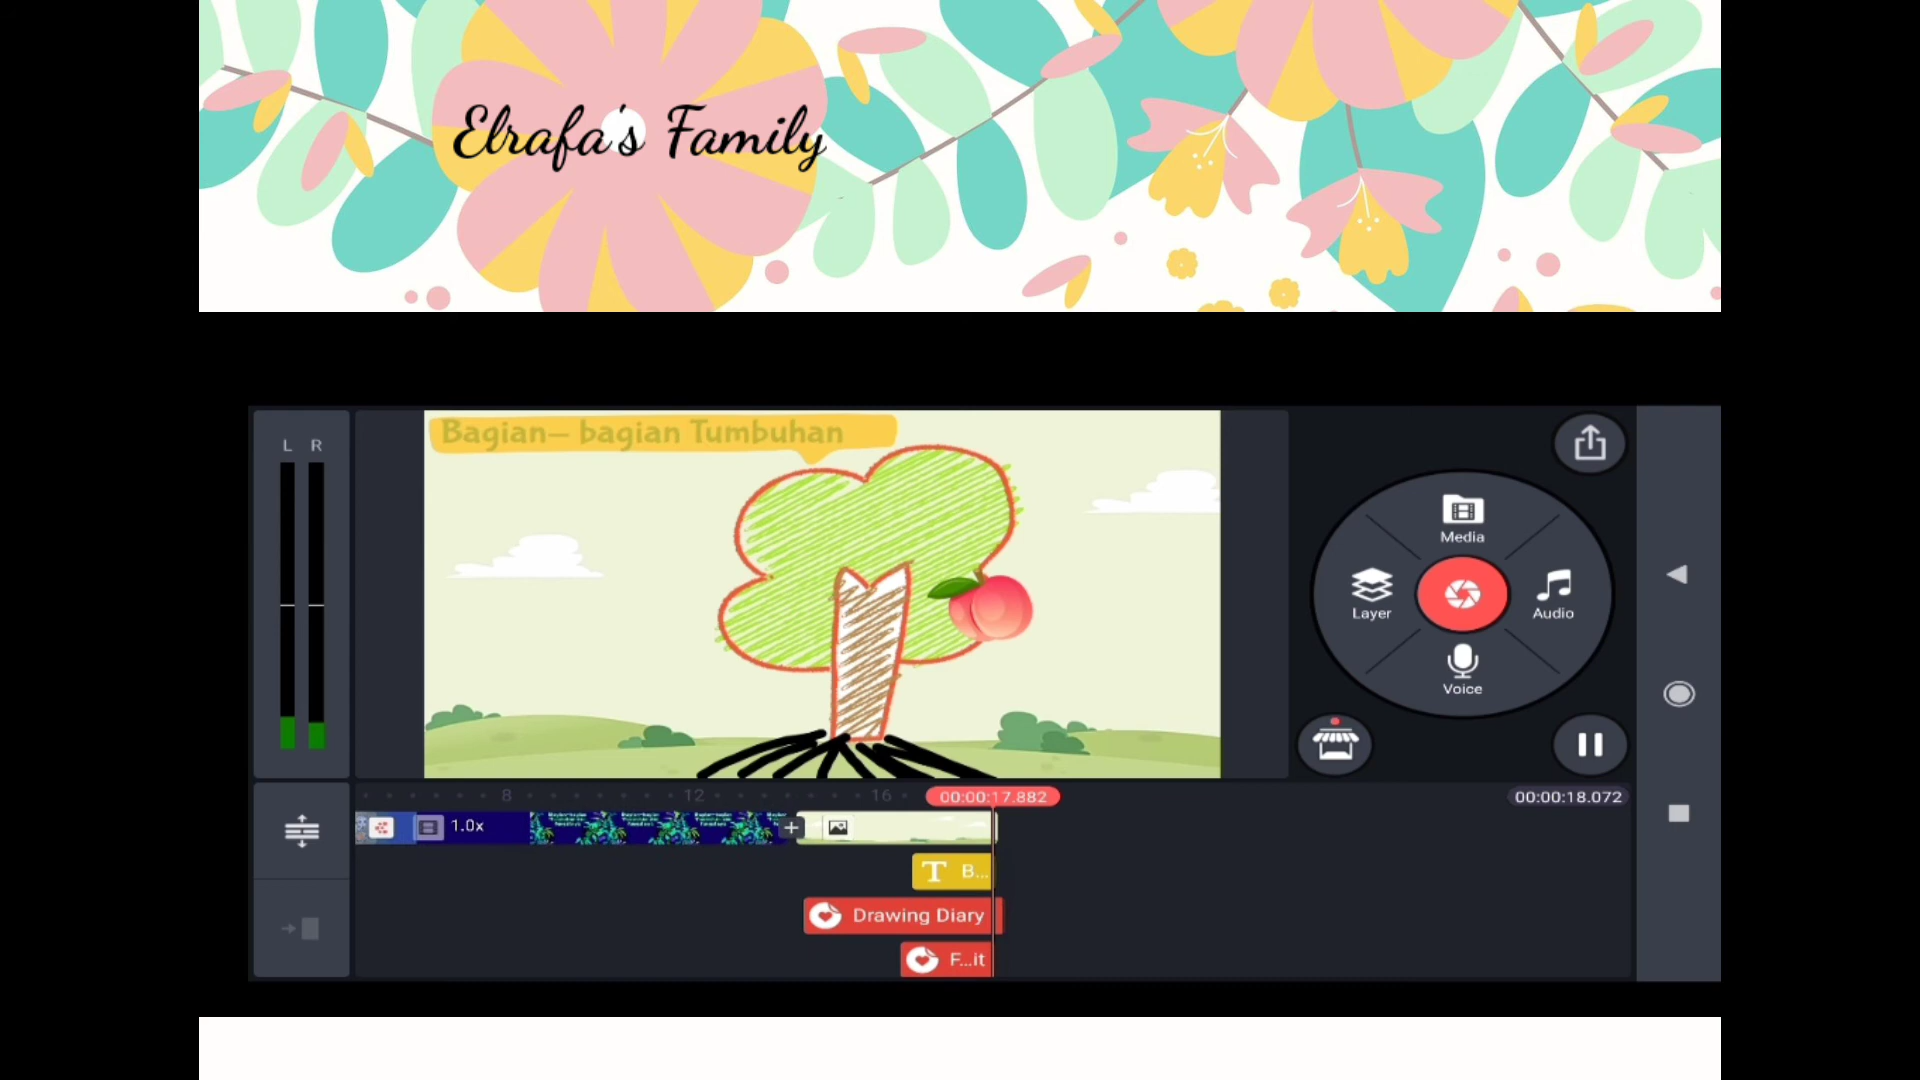 Elrafa's Family
L R
Bagian– bagian Tumbuhan
Media
Layer
Audio
Voice
8 12 16 00:00:17.882 00:00:18.072
1.0x
T B...
Drawing Diary
F...it